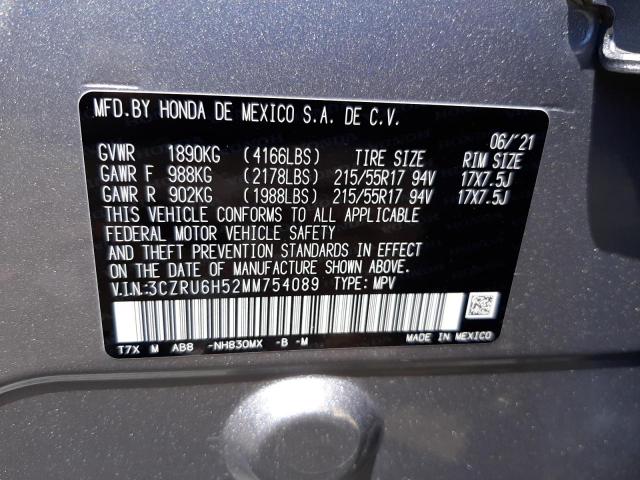 MFD.BY HONDA DE MEXICO S.A. DE C.V.
06/'21
GVWR 1890KG (4166LBS) TIRE SIZE RIM SIZE
GAWR F 988KG (2178LBS) 215/55R17 94V 17X7.5J
GAWR R 902KG (1988LBS) 215/55R17 94V 17X7.5J
THIS VEHICLE CONFORMS TO ALL APPLICABLE
FEDERAL MOTOR VEHICLE SAFETY
AND THEFT PREVENTION STANDARDS IN EFFECT
ON THE DATE OF MANUFACTURE SHOWN ABOVE.
V.I.N:3CZRU6H52MM754089 TYPE: MPV
T7X M AB8 -NH830MX -B -M
MADE IN MEXICO